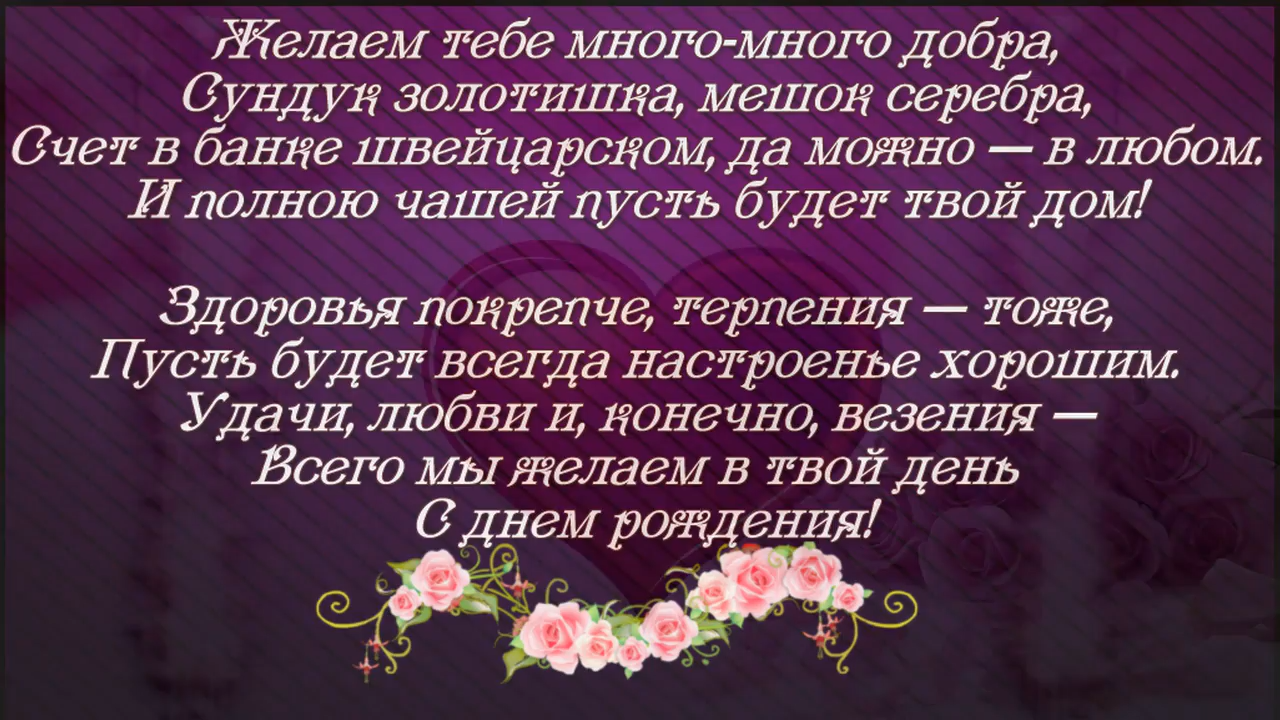 Желаем тебе много-много добра,
Сундук золотишка, мешок серебра,
Счет в банке швейцарском, да можно — в любом.
И полною чашей пусть будет твой дом!
Здоровья покрепче, терпения — тоже,
Пусть будет всегда настроенье хорошим.
Удачи, любви и, конечно, везения —
Всего мы желаем в твой день
С днем рождения!